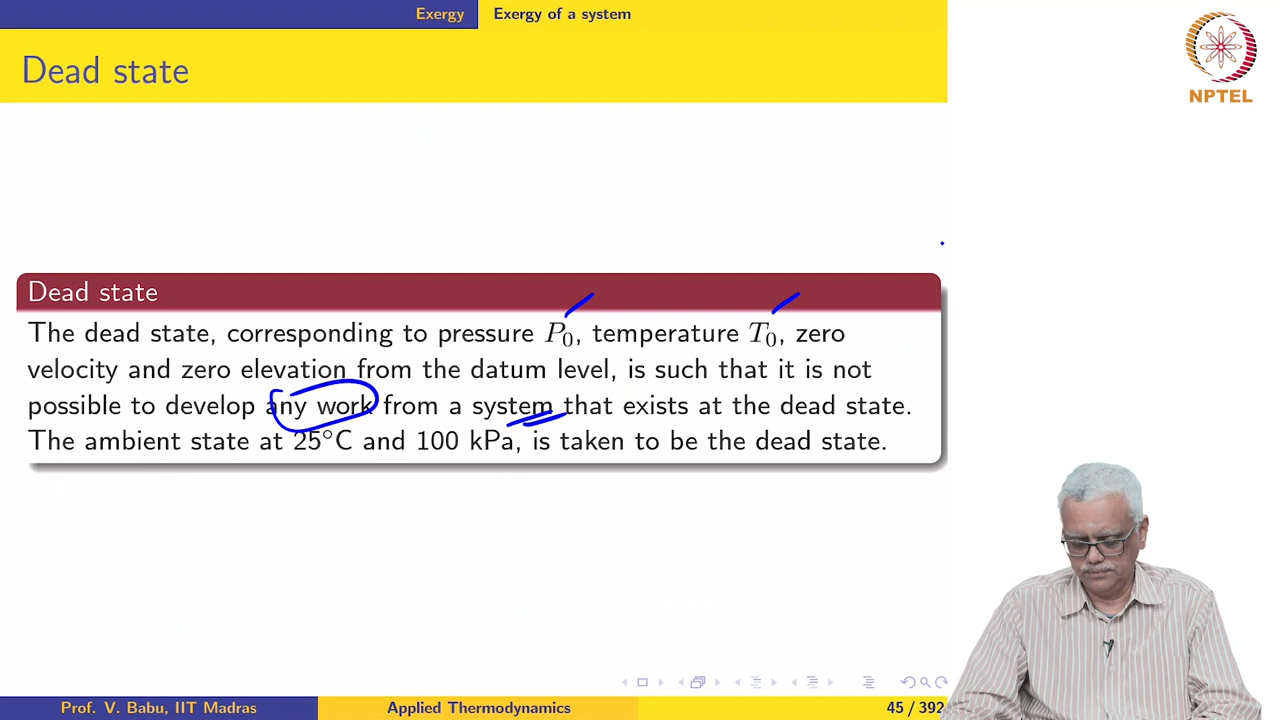 Exergy Exergy of a system
Dead state
NPTEL
Dead state
The dead state, corresponding to pressure P₀, temperature T₀, zero
velocity and zero elevation from the datum level, is such that it is not
possible to develop any work from a system that exists at the dead state.
The ambient state at 25°C and 100 kPa, is taken to be the dead state.
Prof. V. Babu, IIT Madras Applied Thermodynamics 45 / 392